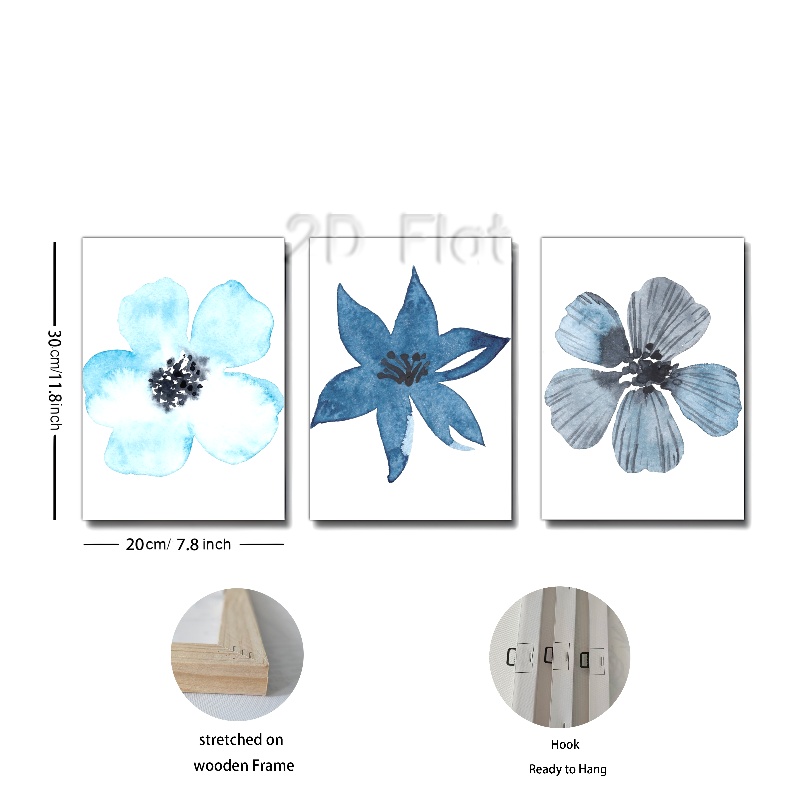 2D Flat
30cm/11.8inch
20cm/ 7.8 inch
stretched on
wooden Frame
Hook
Ready to Hang